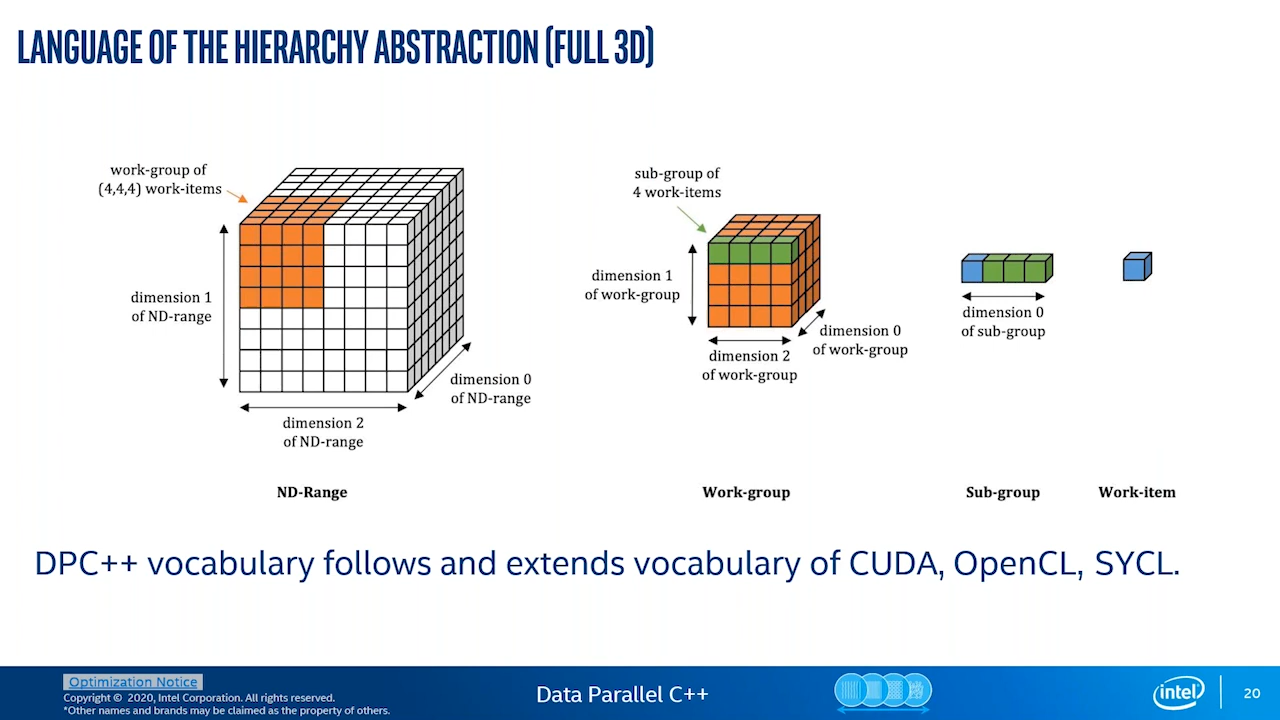 LANGUAGE OF THE HIERARCHY ABSTRACTION (FULL 3D)
work-group of
(4,4,4) work-items
dimension 1
of ND-range
dimension 0
of ND-range
dimension 2
of ND-range
ND-Range
sub-group of
4 work-items
dimension 1
of work-group
dimension 0
of work-group
dimension 2
of work-group
Work-group
dimension 0
of sub-group
Sub-group
Work-item
DPC++ vocabulary follows and extends vocabulary of CUDA, OpenCL, SYCL.
Optimization Notice
Copyright © 2020, Intel Corporation. All rights reserved.
*Other names and brands may be claimed as the property of others.
Data Parallel C++
intel
20